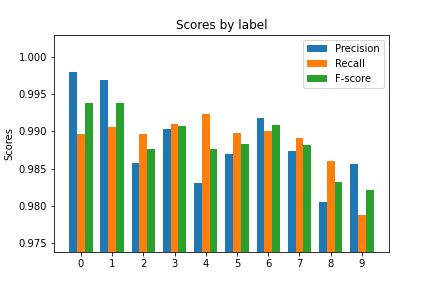 Scores by label
Precision
Recall
F-score
Scores
1.000
0.995
0.990
0.985
0.980
0.975
0 1 2 3 4 5 6 7 8 9